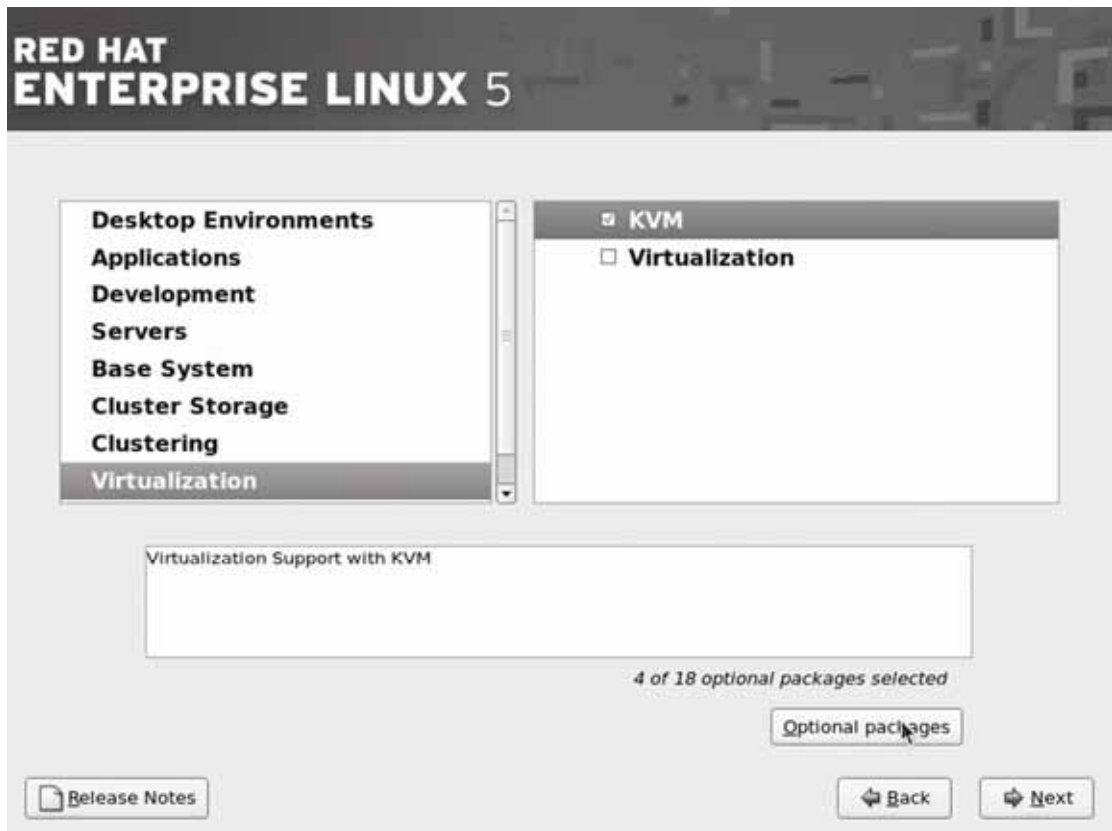 RED HAT
ENTERPRISE LINUX 5
Desktop Environments
Applications
Development
Servers
Base System
Cluster Storage
Clustering
Virtualization
KVM
Virtualization
Virtualization Support with KVM
4 of 18 optional packages selected
Optional packages
Release Notes
Back
Next